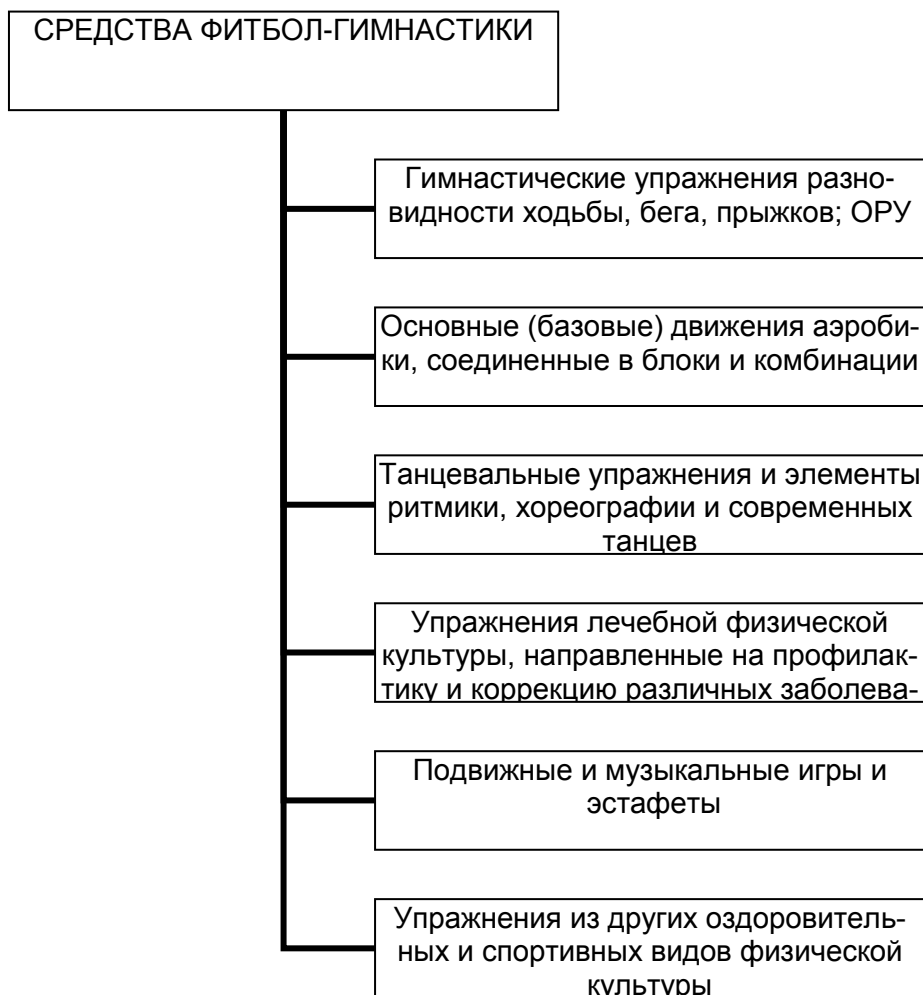 СРЕДСТВА ФИТБОЛ-ГИМНАСТИКИ
Гимнастические упражнения разно-
видности ходьбы, бега, прыжков; ОРУ
Основные (базовые) движения аэроби-
ки, соединенные в блоки и комбинации
Танцевальные упражнения и элементы
ритмики, хореографии и современных
танцев
Упражнения лечебной физической
культуры, направленные на профилак-
тику и коррекцию различных заболева-
Подвижные и музыкальные игры и
эстафеты
Упражнения из других оздоровитель-
ных и спортивных видов физической
культуры